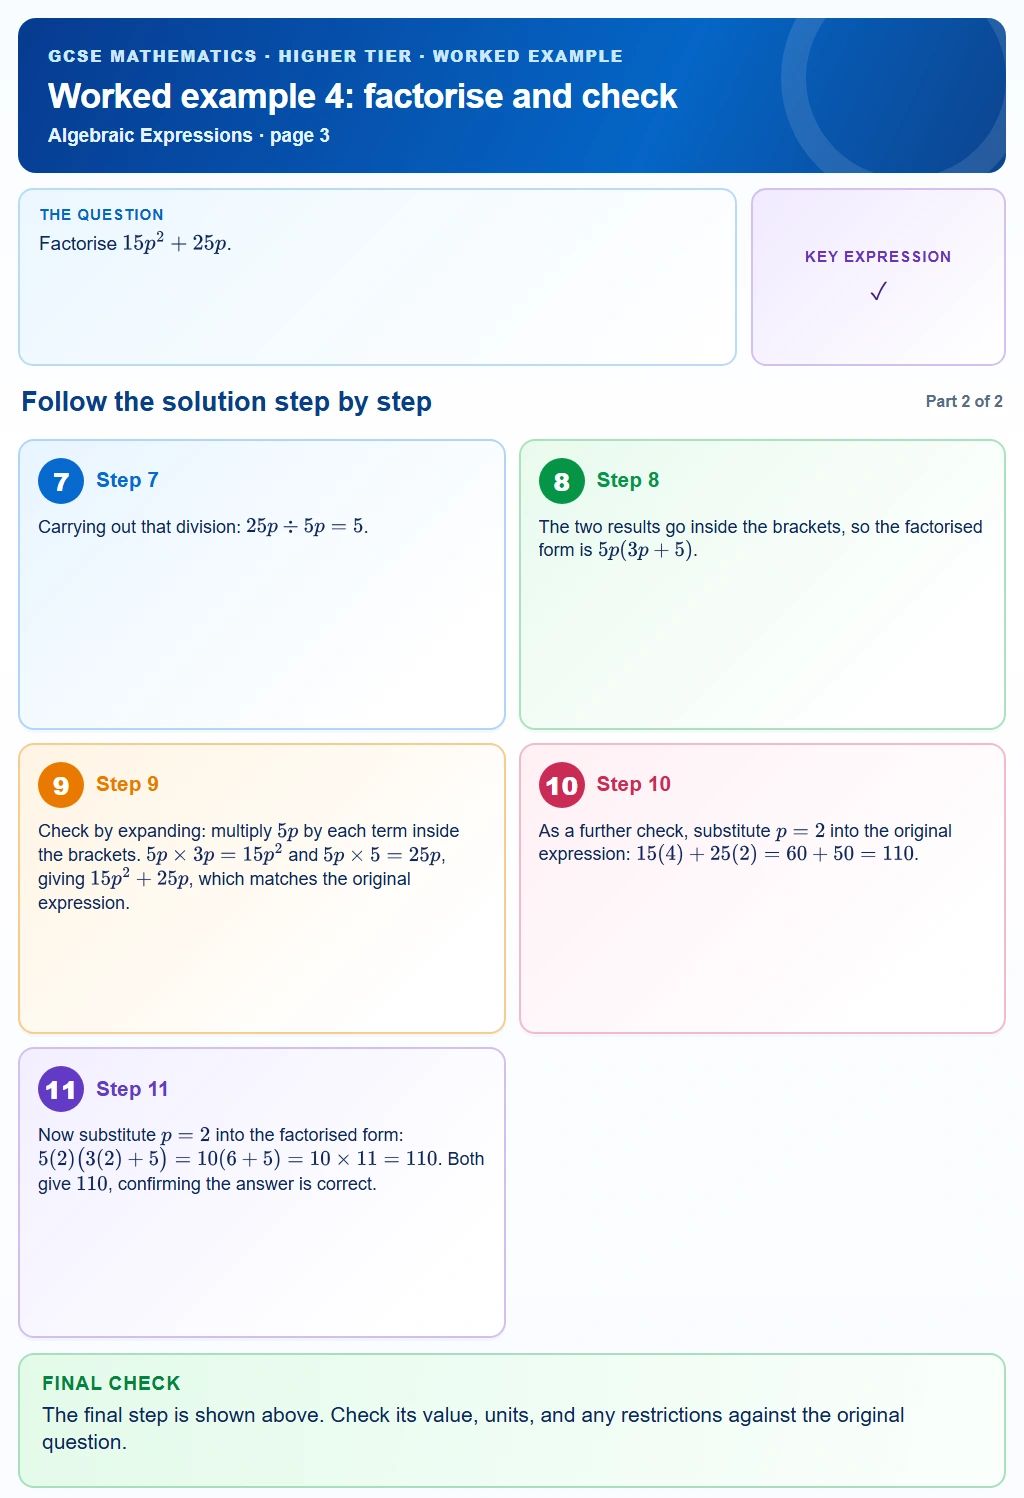 GCSE MATHEMATICS · HIGHER TIER · WORKED EXAMPLE
Worked example 4: factorise and check
Algebraic Expressions · page 3
THE QUESTION
Factorise 15p² + 25p.
KEY EXPRESSION
✓
Follow the solution step by step
Part 2 of 2
7 Step 7
Carrying out that division: 25p ÷ 5p = 5.
8 Step 8
The two results go inside the brackets, so the factorised
form is 5p(3p + 5).
9 Step 9
Check by expanding: multiply 5p by each term inside
the brackets. 5p × 3p = 15p² and 5p × 5 = 25p,
giving 15p² + 25p, which matches the original
expression.
10 Step 10
As a further check, substitute p = 2 into the original
expression: 15(4) + 25(2) = 60 + 50 = 110.
11 Step 11
Now substitute p = 2 into the factorised form:
5(2)(3(2) + 5) = 10(6 + 5) = 10 × 11 = 110. Both
give 110, confirming the answer is correct.
FINAL CHECK
The final step is shown above. Check its value, units, and any restrictions against the original
question.